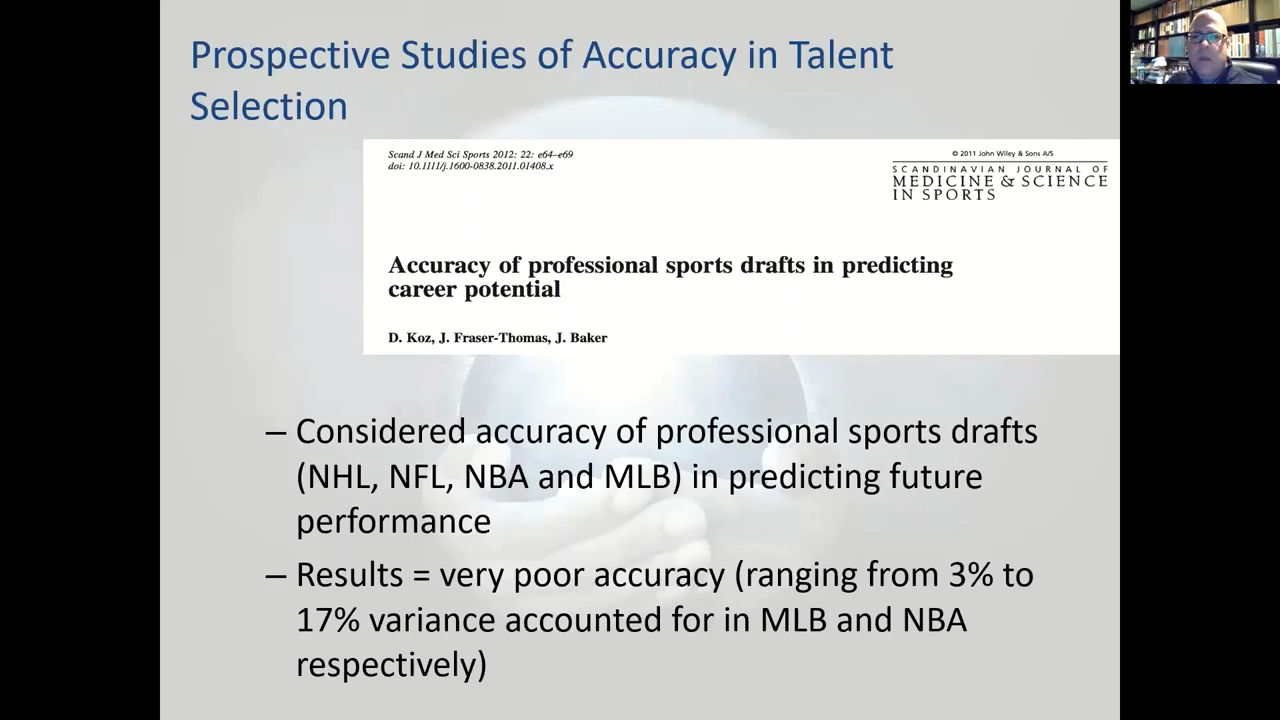 Prospective Studies of Accuracy in Talent
Selection
Scand J Med Sci Sports 2012: 22: e64–e69
doi: 10.1111/j.1600-0838.2011.01408.x
© 2011 John Wiley & Sons A/S
SCANDINAVIAN JOURNAL OF
MEDICINE & SCIENCE
IN SPORTS
Accuracy of professional sports drafts in predicting
career potential
D. Koz, J. Fraser-Thomas, J. Baker
– Considered accuracy of professional sports drafts
(NHL, NFL, NBA and MLB) in predicting future
performance
– Results = very poor accuracy (ranging from 3% to
17% variance accounted for in MLB and NBA
respectively)